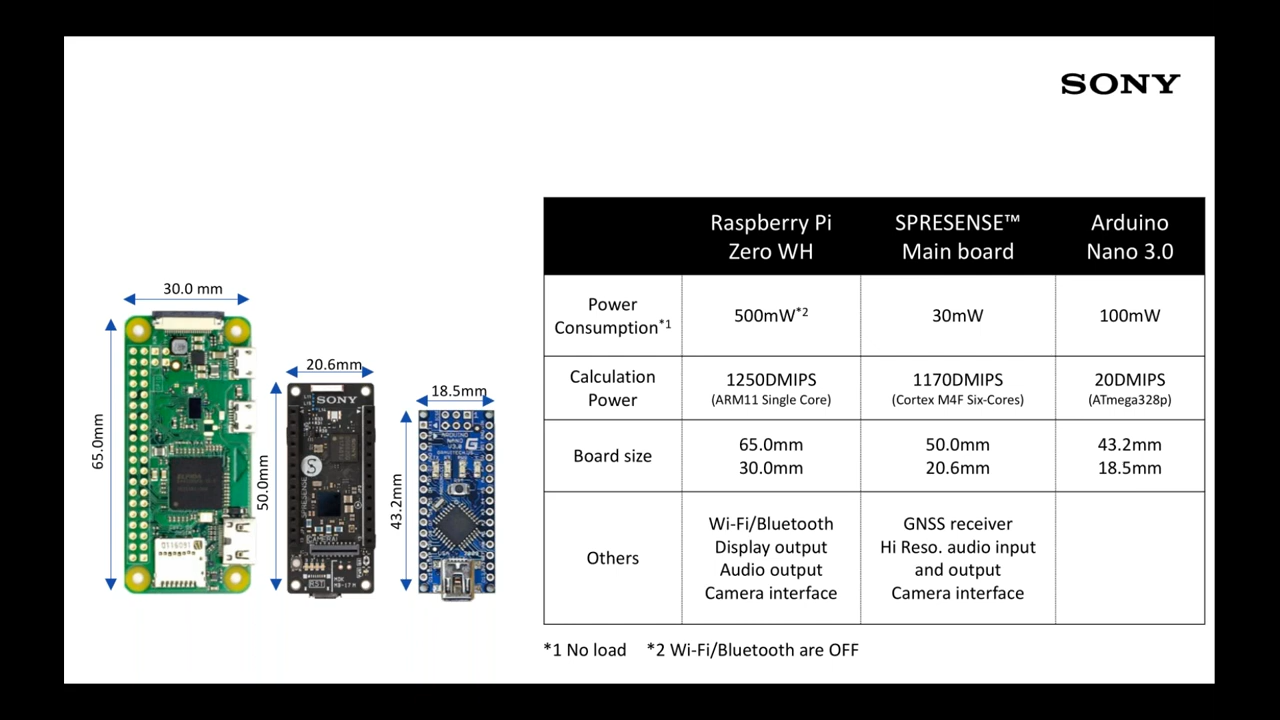 SONY
30.0 mm
65.0mm
20.6mm
50.0mm
SONY
SPRESENSE
18.5mm
43.2mm
Raspberry Pi
Zero WH
SPRESENSE™
Main board
Arduino
Nano 3.0
Power
Consumption*1
500mW*2
30mW
100mW
Calculation
Power
1250DMIPS
(ARM11 Single Core)
1170DMIPS
(Cortex M4F Six-Cores)
20DMIPS
(ATmega328p)
Board size
65.0mm
30.0mm
50.0mm
20.6mm
43.2mm
18.5mm
Others
Wi-Fi/Bluetooth
Display output
Audio output
Camera interface
GNSS receiver
Hi Reso. audio input
and output
Camera interface
*1 No load *2 Wi-Fi/Bluetooth are OFF